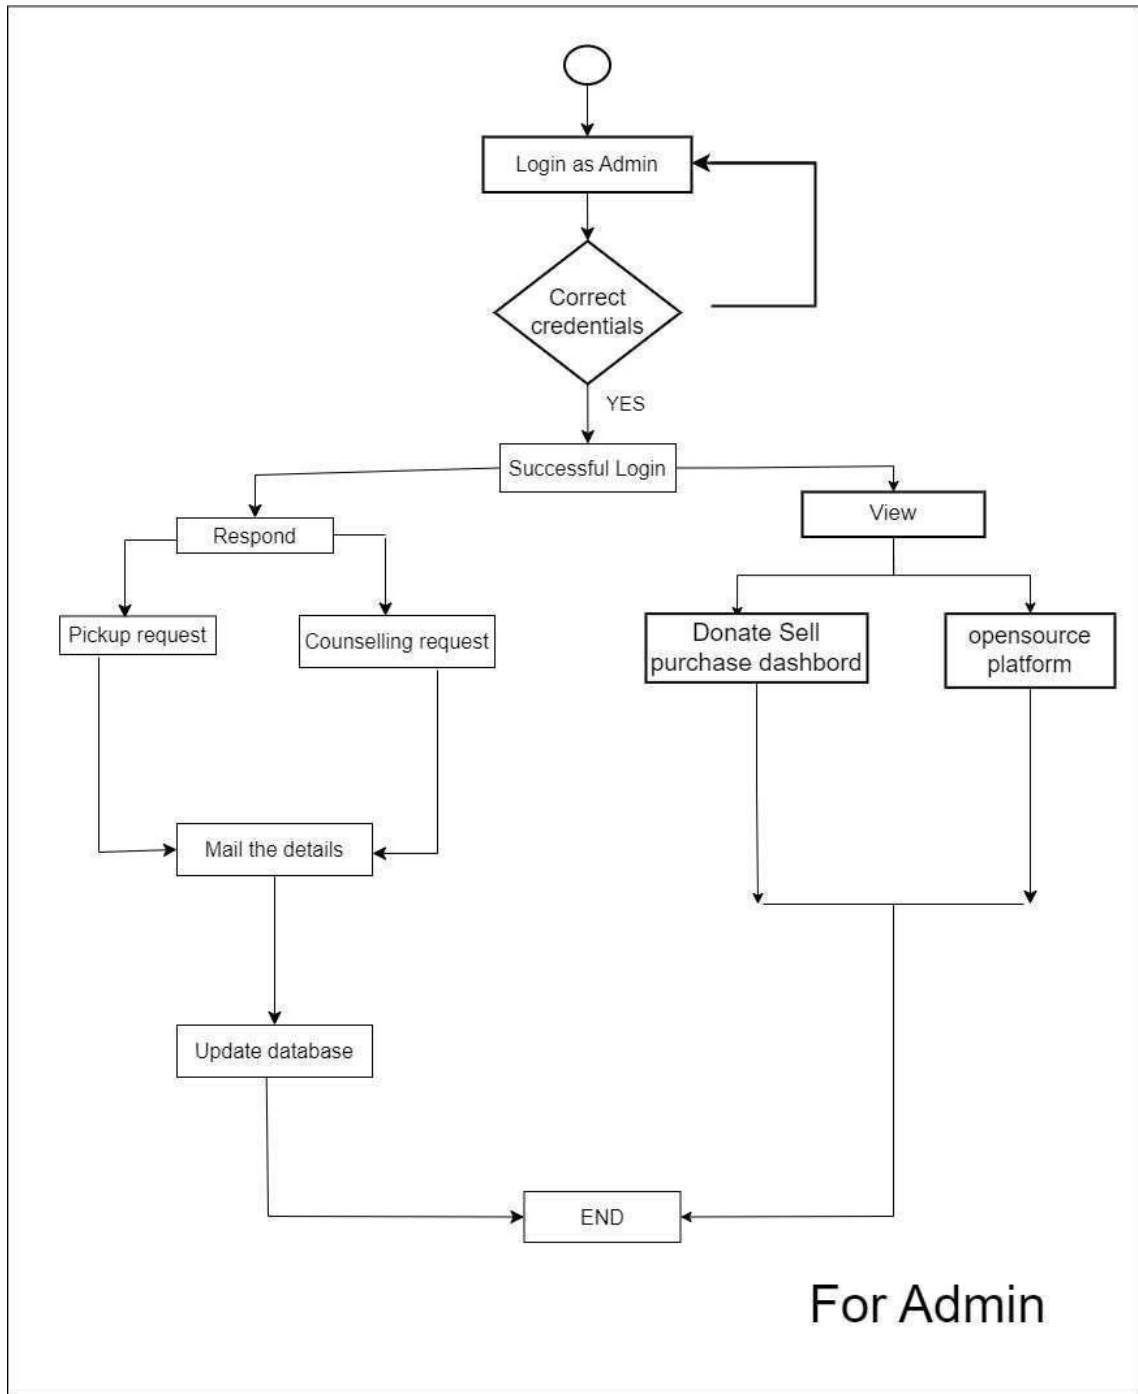 Login as Admin
Correct
credentials
YES
Successful Login
View
Respond
Pickup request
Counselling request
Donate Sell
purchase dashbord
opensource
platform
Mail the details
Update database
END
For Admin